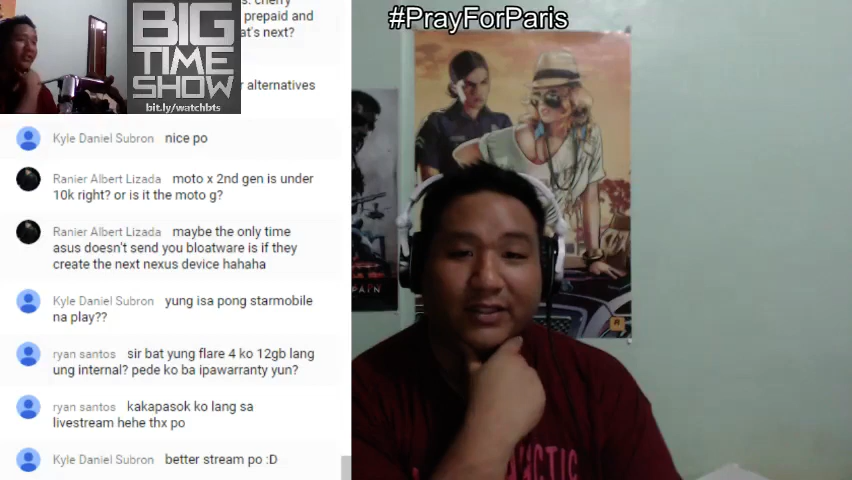 s. cherry
prepaid and
at's next?
BIG
TIME
SHOW
bit.ly/watchbts
r alternatives
Kyle Daniel Subron nice po
Ranier Albert Lizada moto x 2nd gen is under
10k right? or is it the moto g?
Ranier Albert Lizada maybe the only time
asus doesn't send you bloatware is if they
create the next nexus device hahaha
Kyle Daniel Subron yung isa pong starmobile
na play??
ryan santos sir bat yung flare 4 ko 12gb lang
ung internal? pede ko ba ipawarranty yun?
ryan santos kakapasok ko lang sa
livestream hehe thx po
Kyle Daniel Subron better stream po :D
#PrayForParis
PAIN
R
CTIC